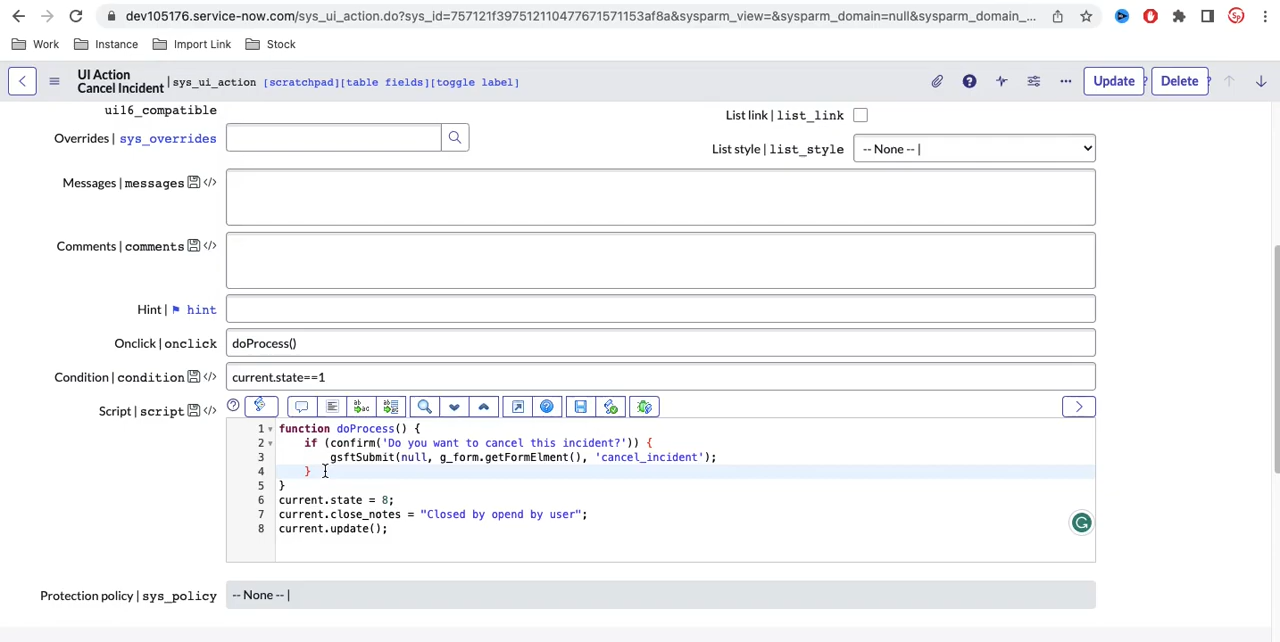 dev105176.service-now.com/sys_ui_action.do?sys_id=757121f397512110477671571153af8a&sysparm_view=&sysparm_domain=null&sysparm_domain_...
Work Instance Import Link Stock
UI Action
Cancel Incident | sys_ui_action [scratchpad][table fields][toggle label] Update Delete
ui16_compatible
List link | list_link
Overrides | sys_overrides
List style | list_style -- None -- |
Messages | messages
Comments | comments
Hint | hint
Onclick | onclick doProcess()
Condition | condition current.state==1
Script | script
1 function doProcess() {
2 if (confirm('Do you want to cancel this incident?')) {
3 gsftSubmit(null, g_form.getFormElment(), 'cancel_incident');
4 }
5 }
6 current.state = 8;
7 current.close_notes = "Closed by opend by user";
8 current.update();
Protection policy | sys_policy -- None -- |